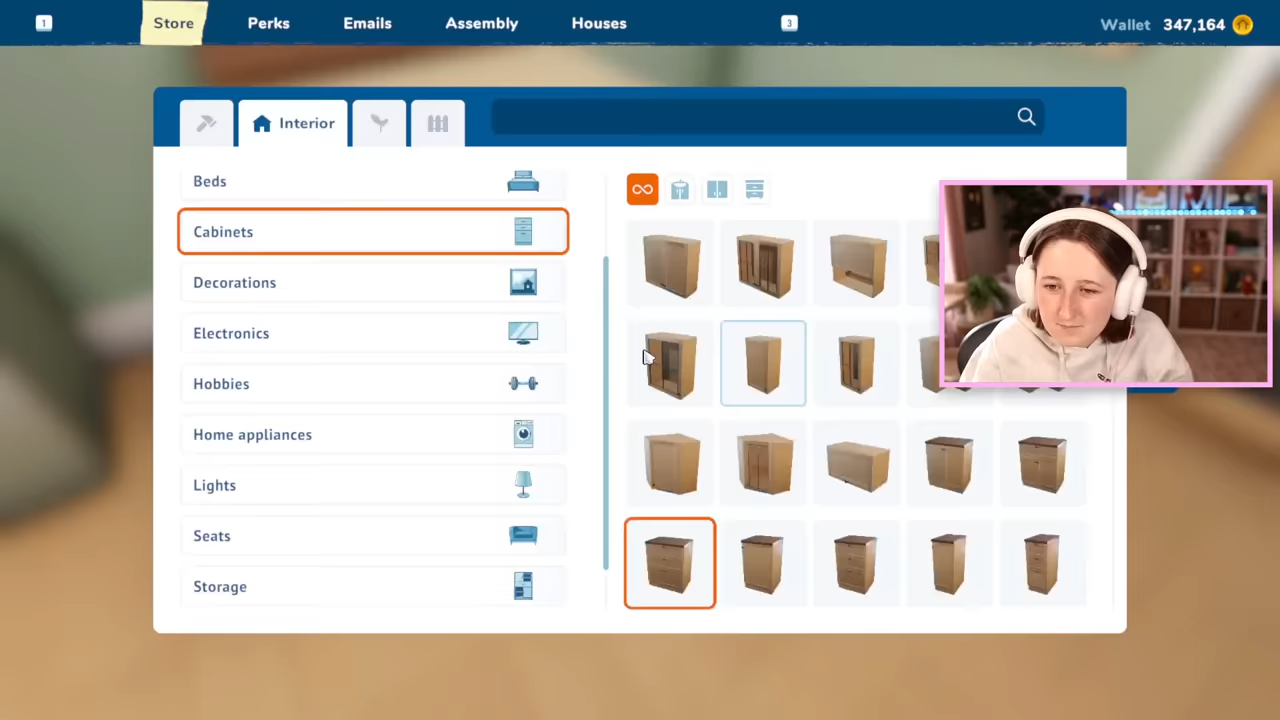 1 Store Perks Emails Assembly Houses 3 Wallet 347,164
Interior
Beds
Cabinets
Decorations
Electronics
Hobbies
Home appliances
Lights
Seats
Storage